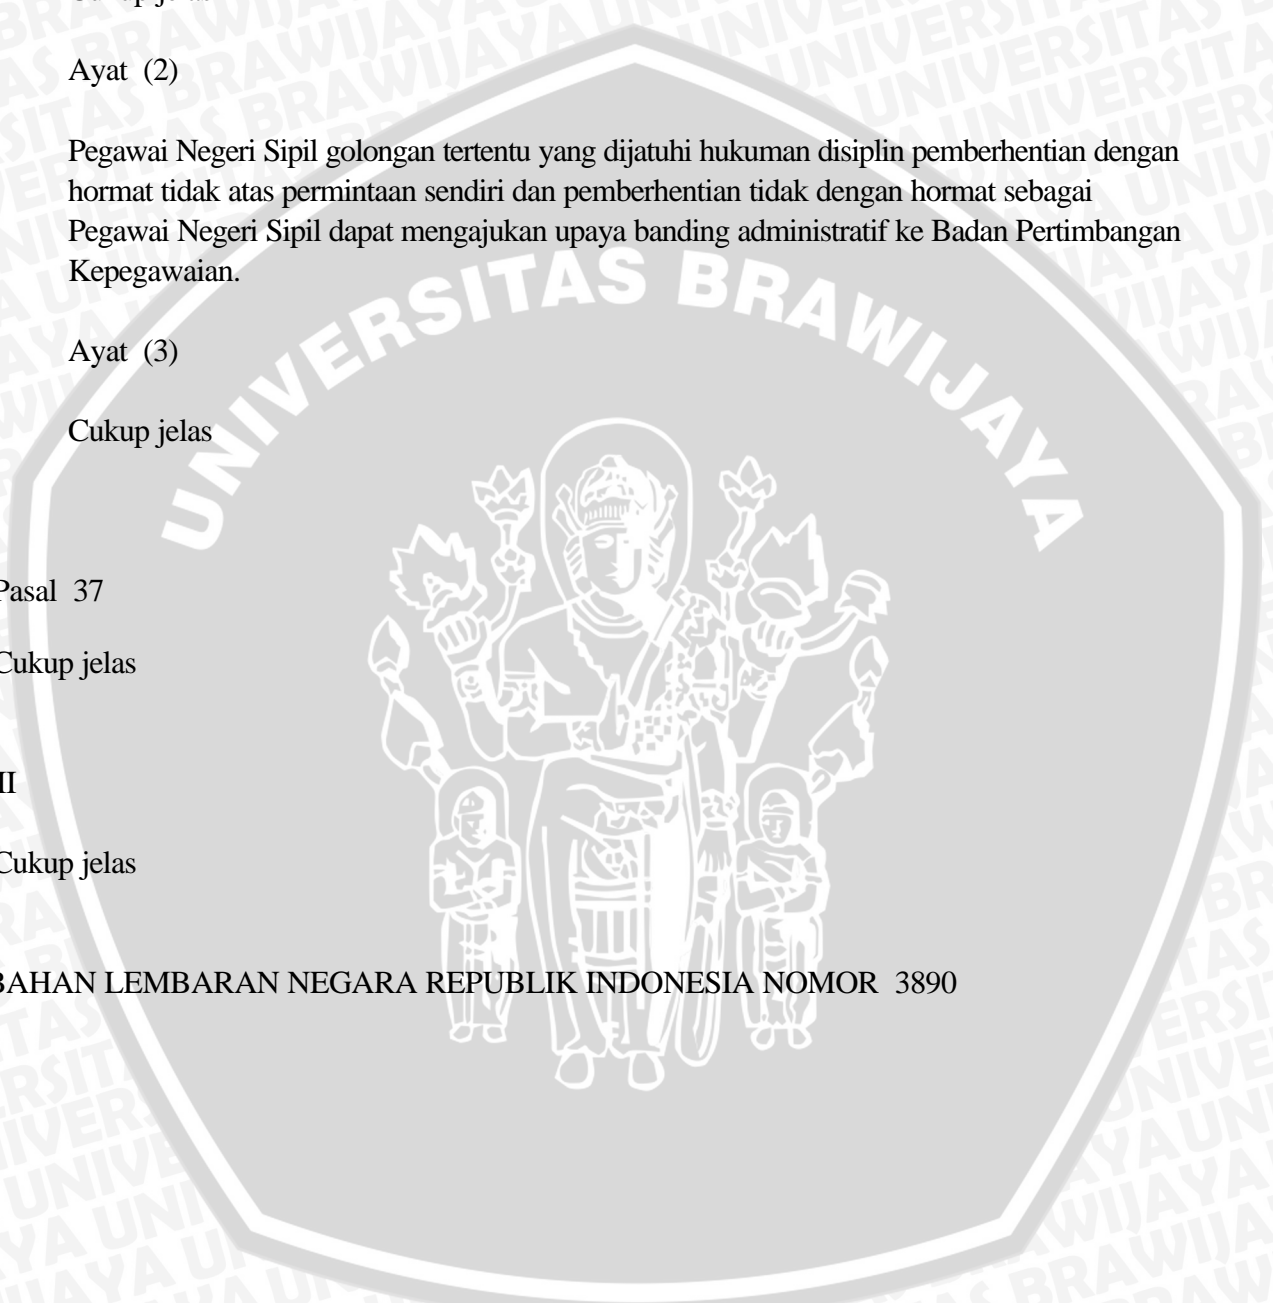 Ayat (2)
Pegawai Negeri Sipil golongan tertentu yang dijatuhi hukuman disiplin pemberhentian dengan
hormat tidak atas permintaan sendiri dan pemberhentian tidak dengan hormat sebagai
Pegawai Negeri Sipil dapat mengajukan upaya banding administratif ke Badan Pertimbangan
Kepegawaian.
UNIVERSITAS BRAWIJAYA
Ayat (3)
Cukup jelas
Pasal 37
Cukup jelas
II
Cukup jelas
BAHAN LEMBARAN NEGARA REPUBLIK INDONESIA NOMOR 3890